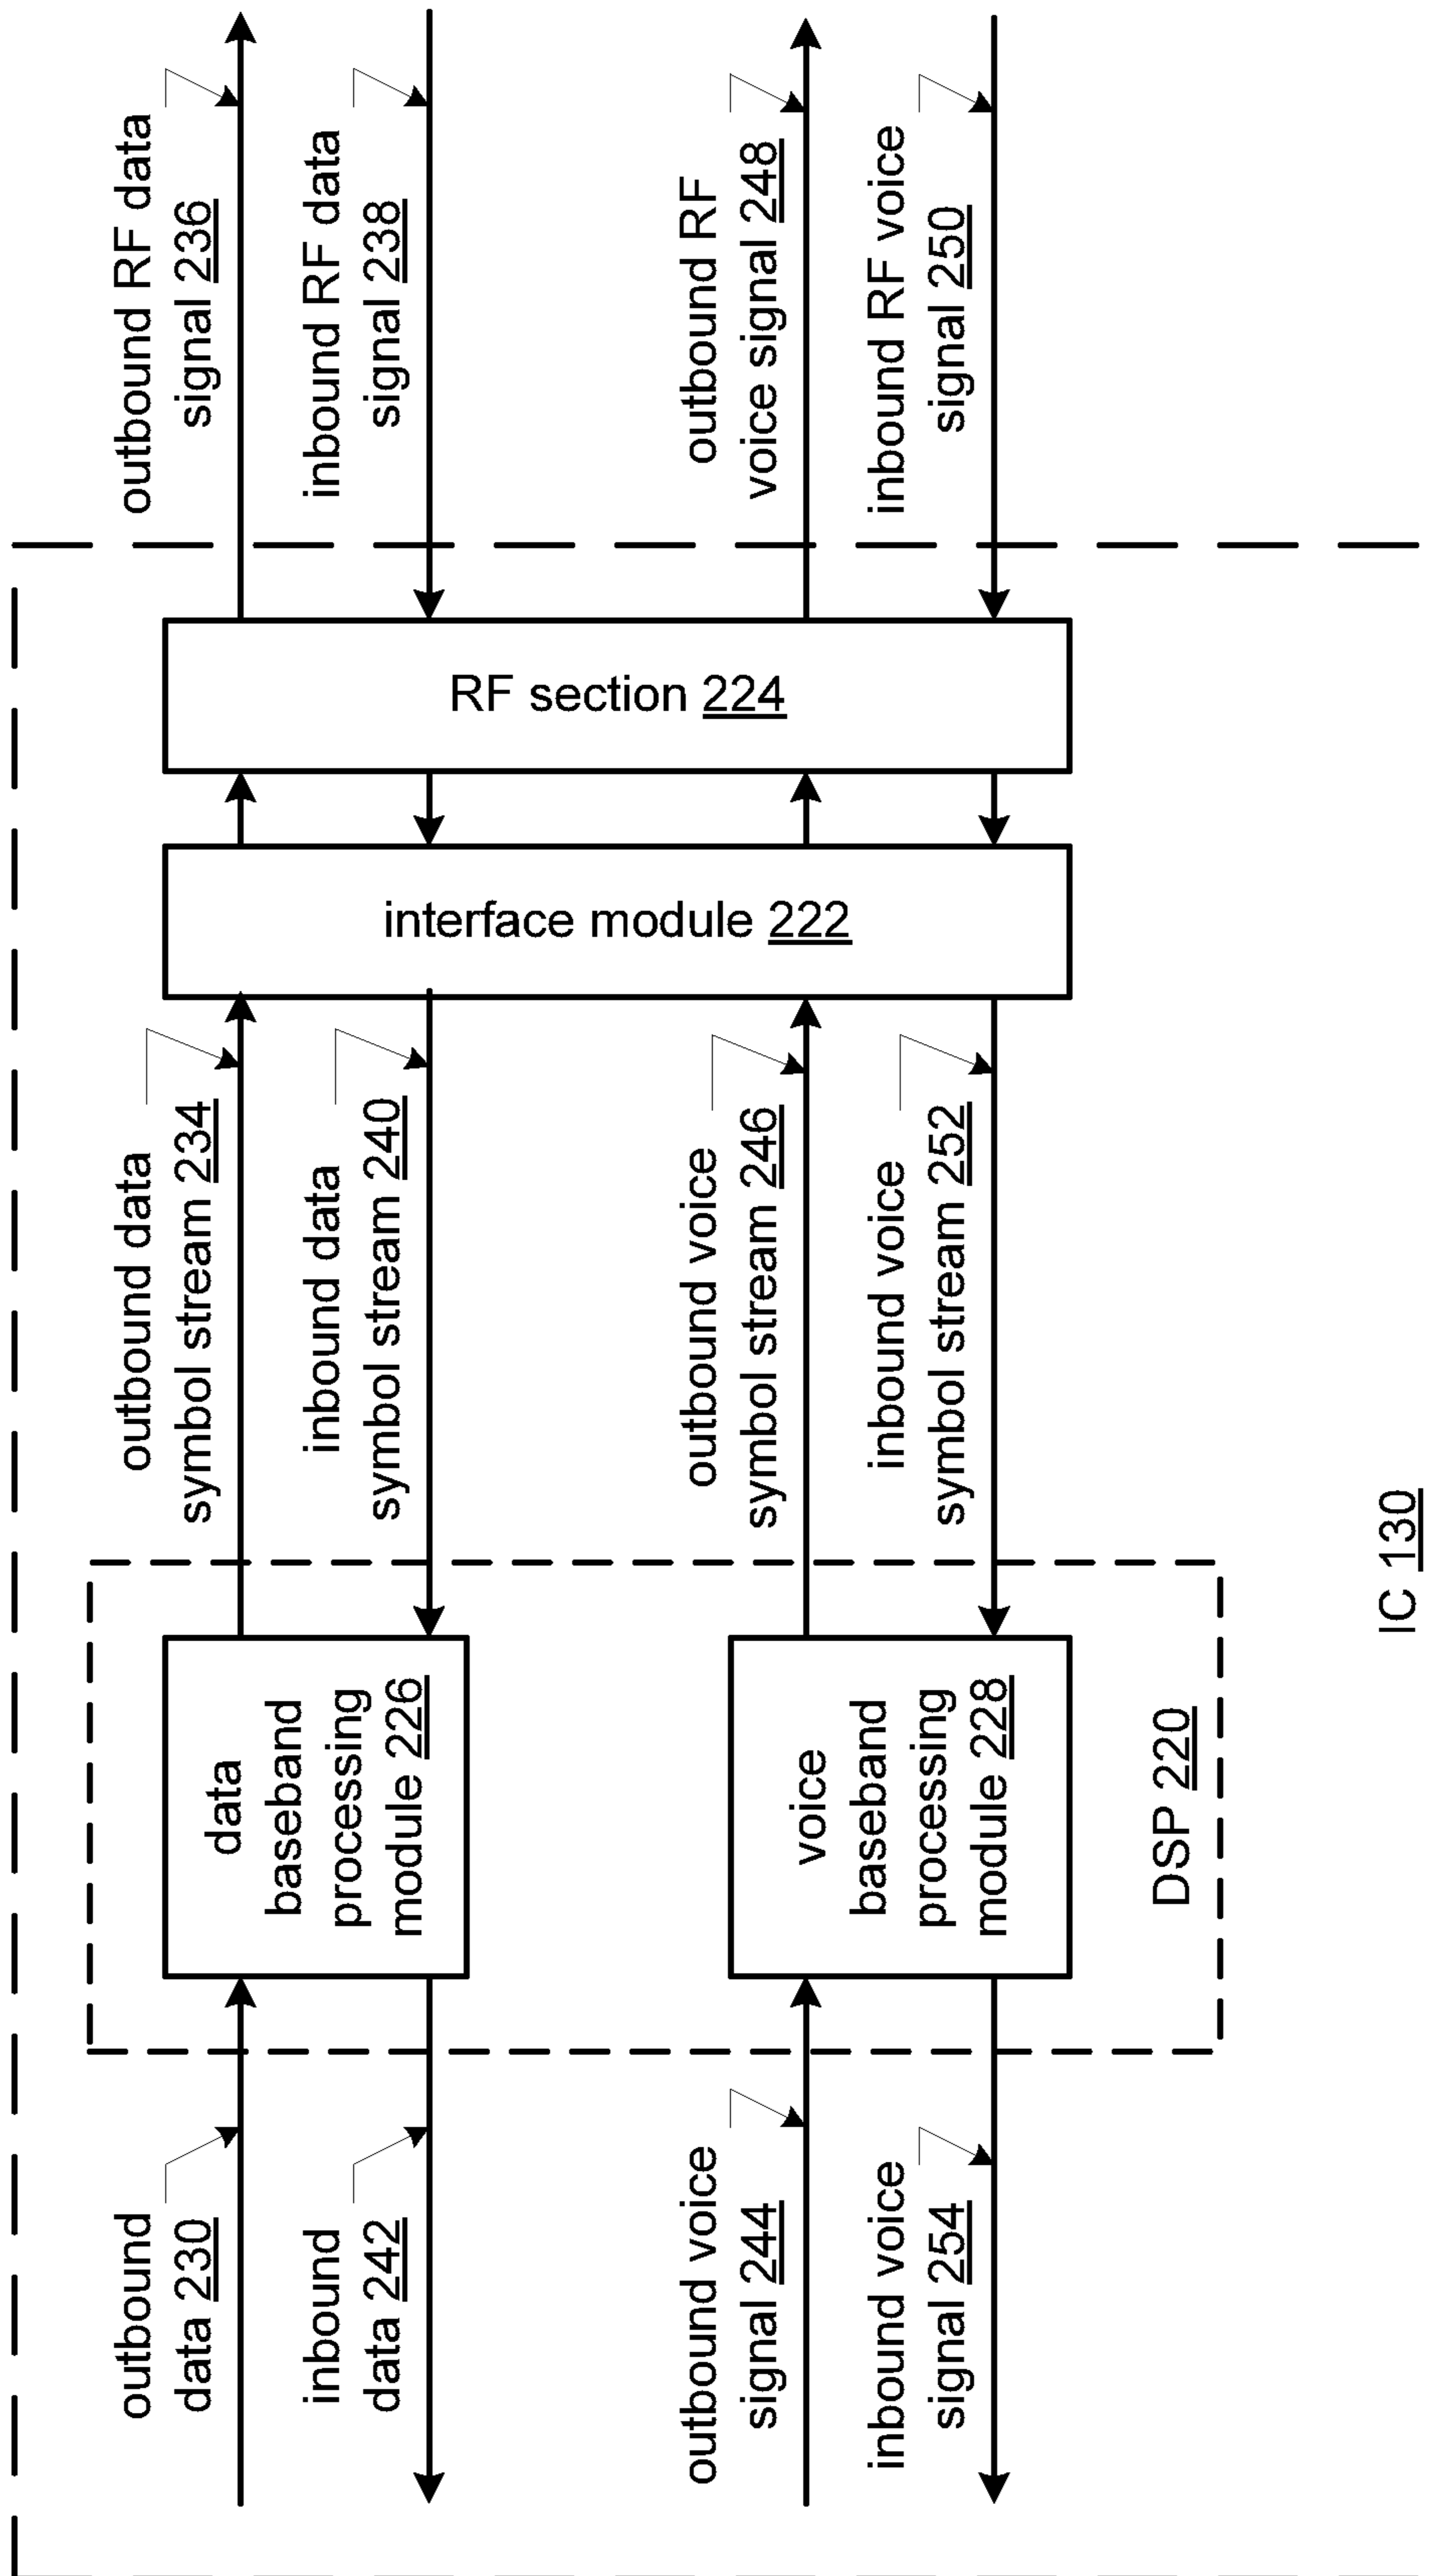 outbound
data 230
inbound
data 242
outbound voice
signal 244
inbound voice
signal 254
data
baseband
processing
module 226
voice
baseband
processing
module 228
DSP 220
outbound data
symbol stream 234
inbound data
symbol stream 240
outbound voice
symbol stream 246
inbound voice
symbol stream 252
interface module 222
RF section 224
outbound RF data
signal 236
inbound RF data
signal 238
outbound RF
voice signal 248
inbound RF voice
signal 250
IC 130